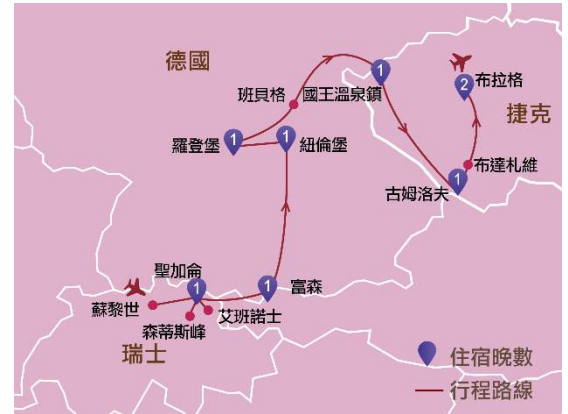 德國
1
布拉格
2
班貝格
國王溫泉鎮
捷克
羅登堡
1
1
紐倫堡
布達札維
古姆洛夫
1
聖加侖
1
1
富森
蘇黎世
艾班諾士
森蒂斯峰
瑞士
住宿晚數
行程路線